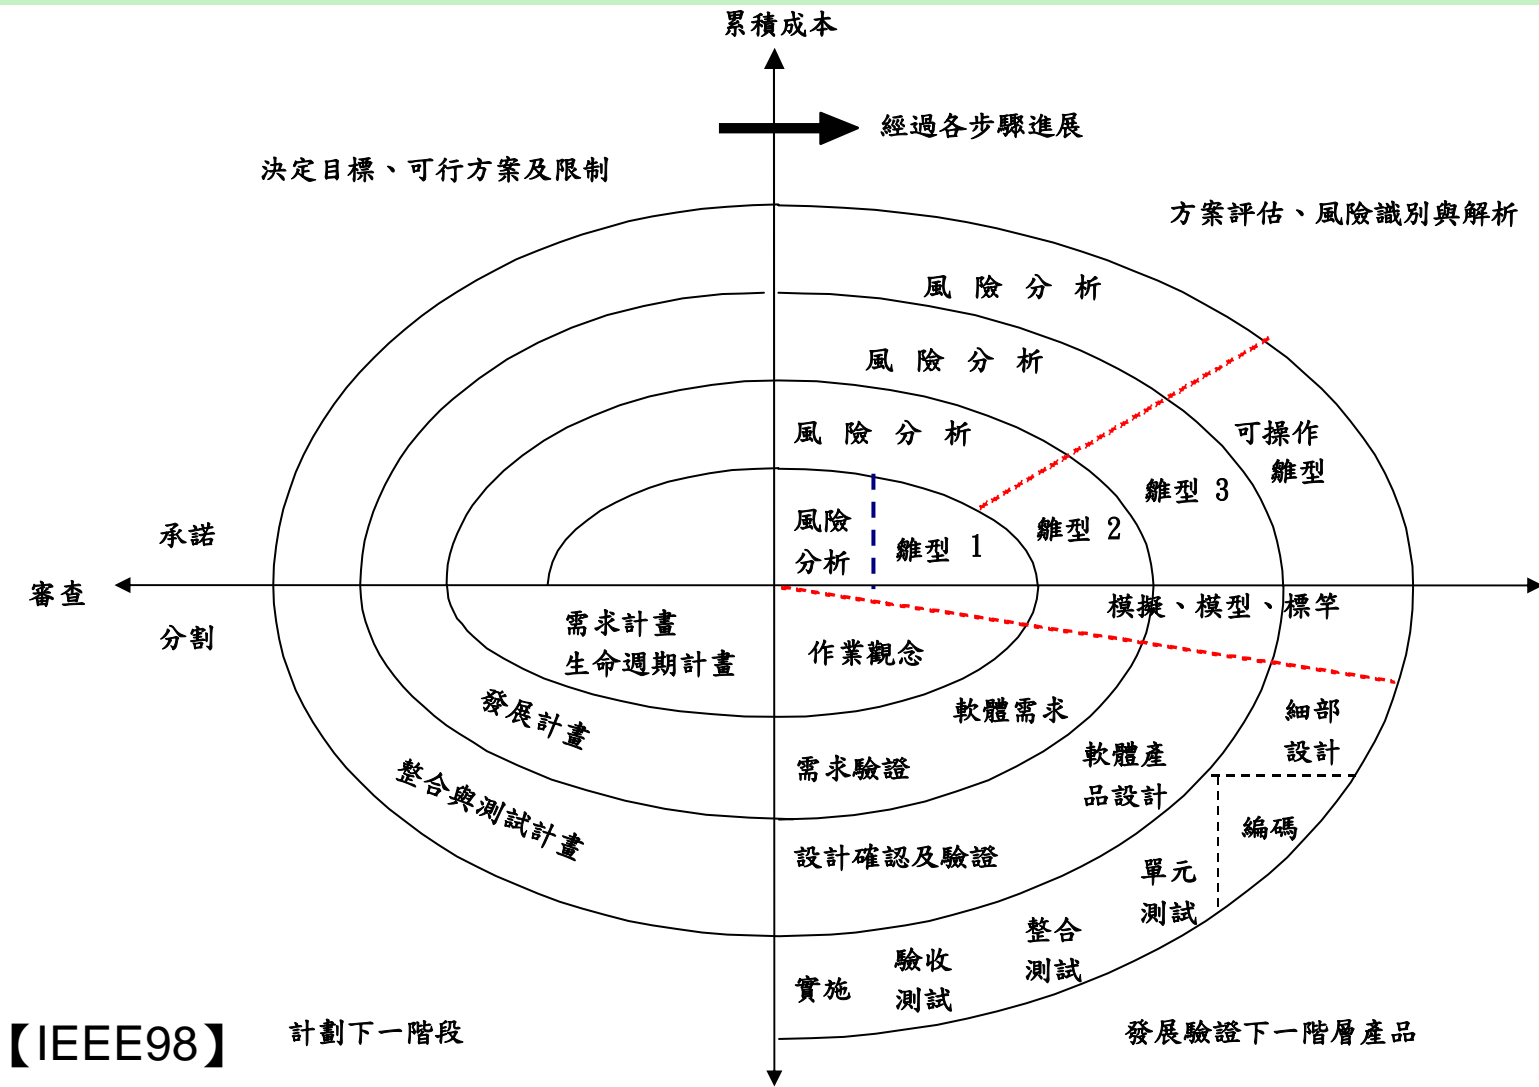 累積成本
經過各步驟進展
決定目標、可行方案及限制
方案評估、風險識別與解析
風險分析
風險分析
風險分析
可操作
雛型
雛型 3
雛型 2
風險
分析
雛型 1
承諾
審查
分割
模擬、模型、標竿
需求計畫
生命週期計畫
作業觀念
發展計畫
軟體需求
細部
設計
整合與測試計畫
需求驗證
軟體產
品設計
編碼
設計確認及驗證
單元
測試
整合
測試
驗收
測試
實施
【IEEE98】
計劃下一階段
發展驗證下一階層產品